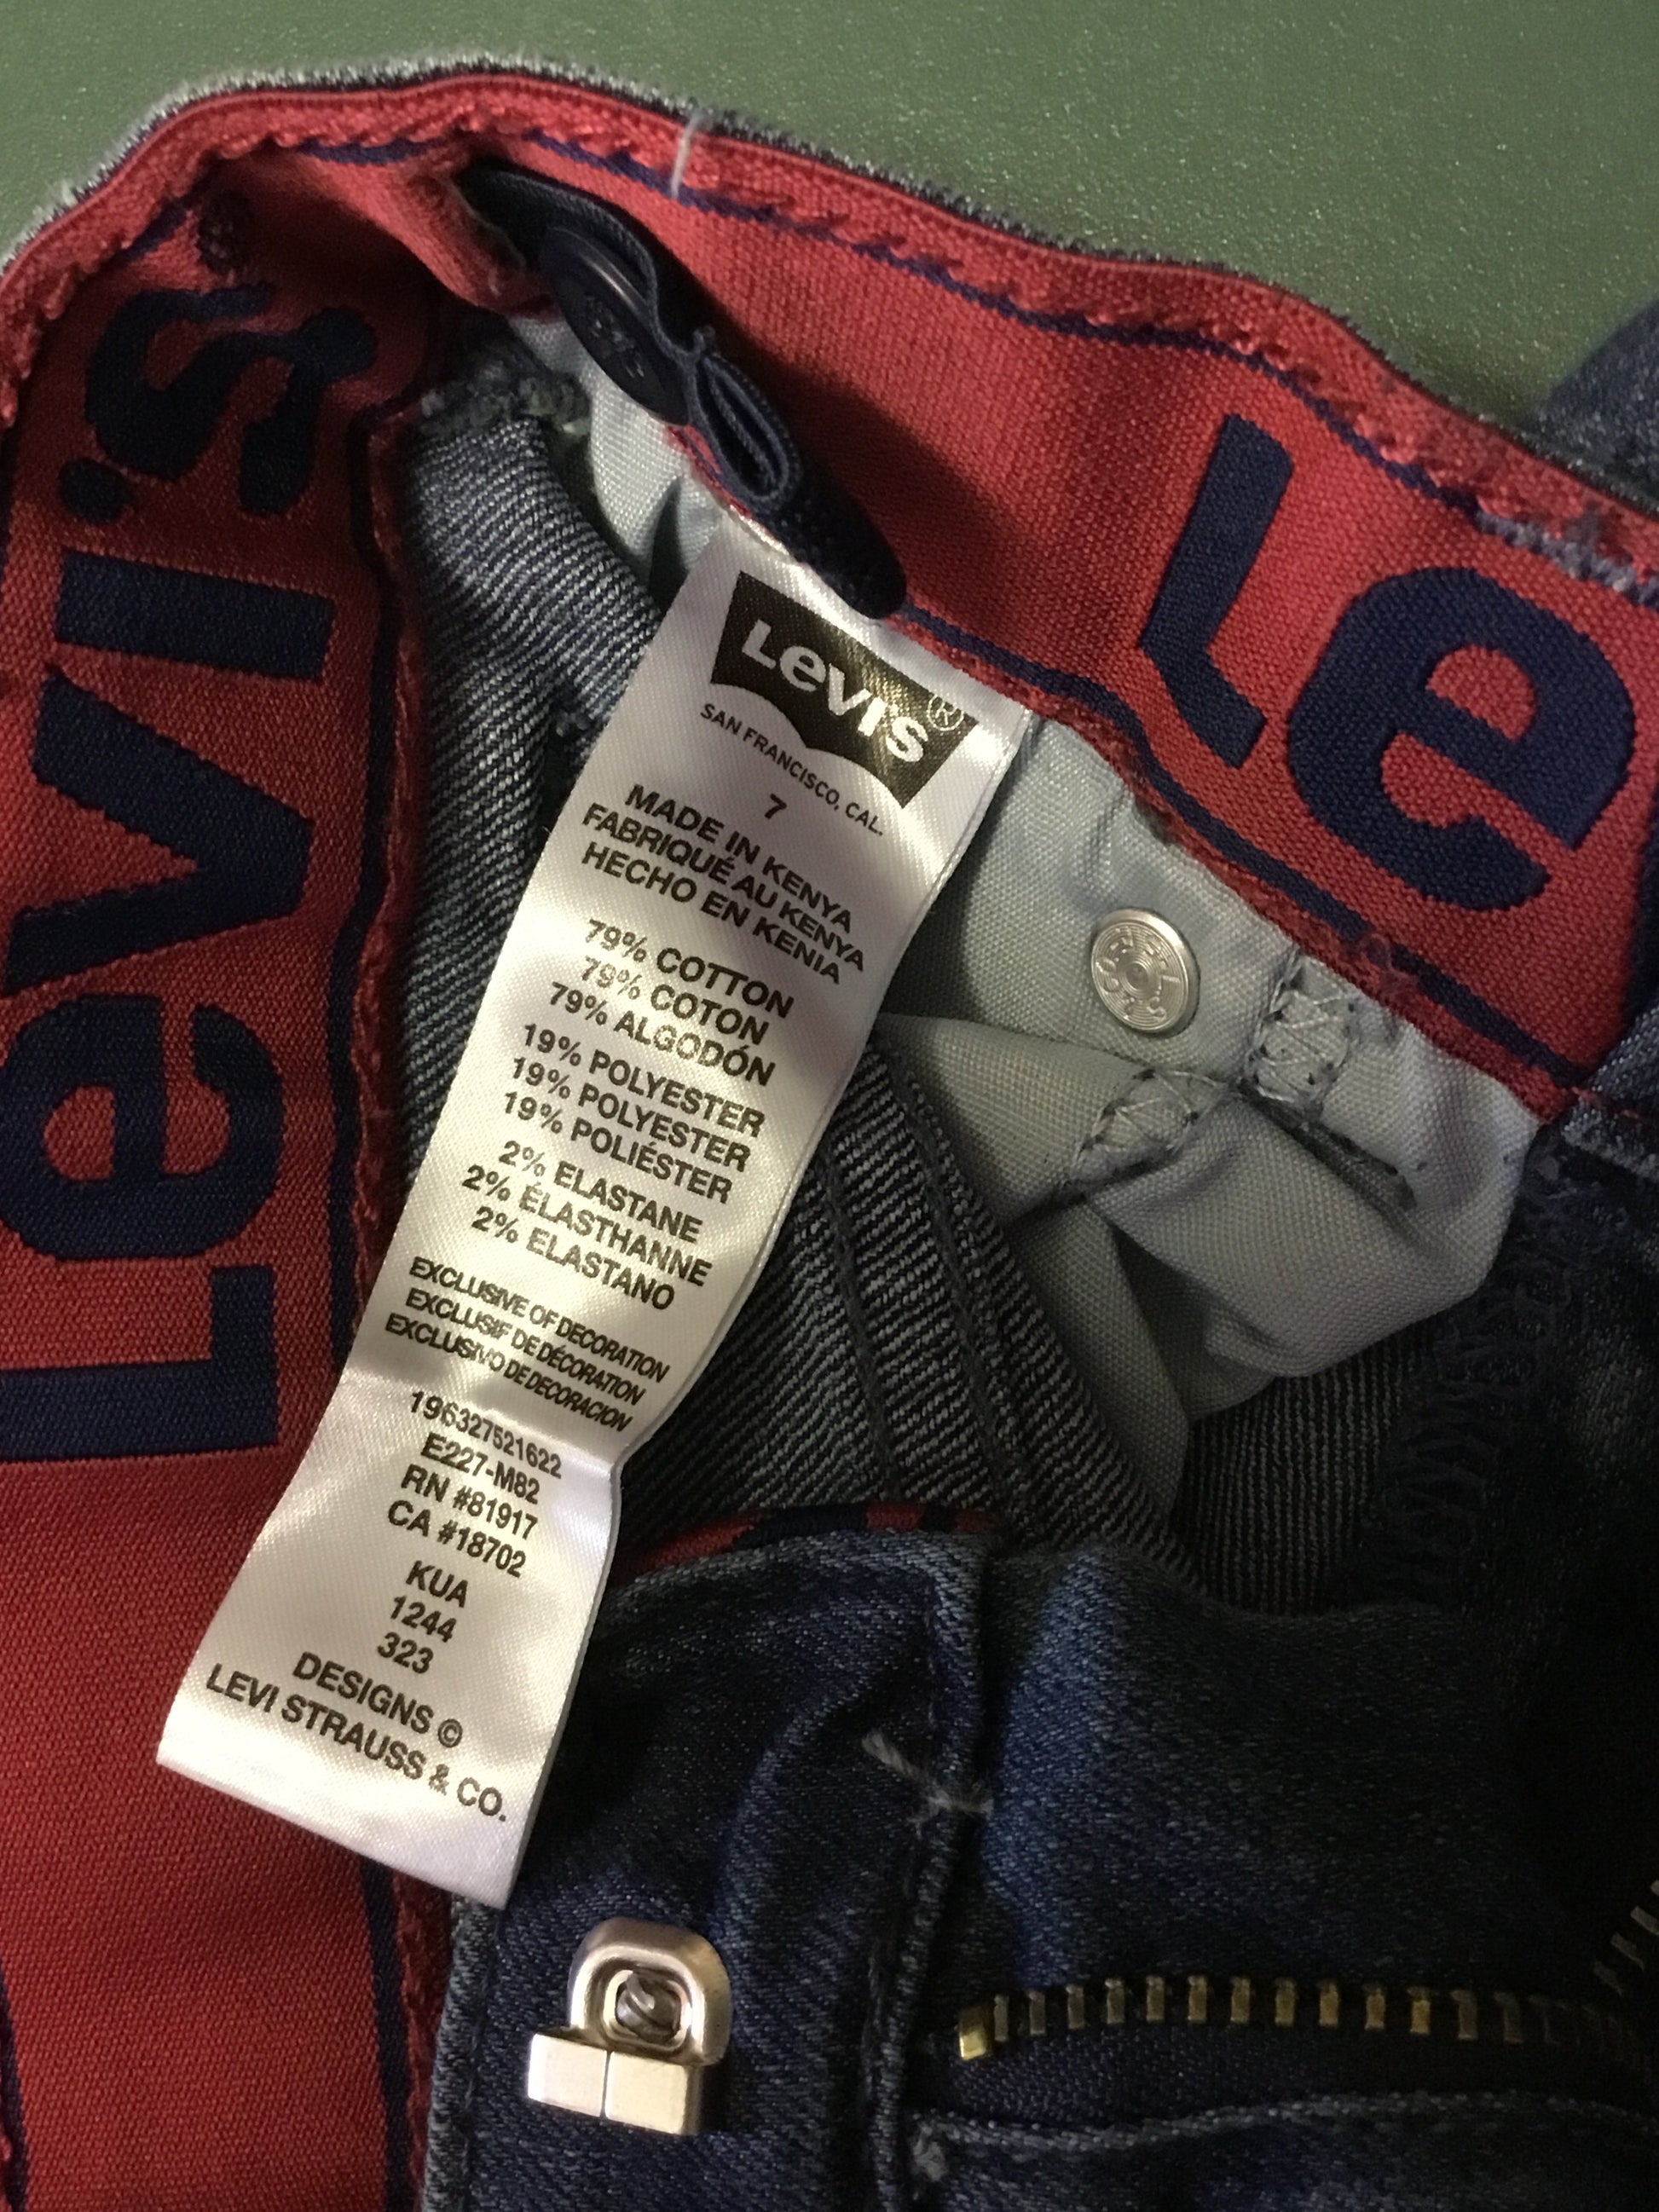 Levi's
Le
Levi's®
SAN FRANCISCO, CAL.
7
MADE IN KENYA
FABRIQUÉ AU KENYA
HECHO EN KENIA
79% COTTON
79% COTON
79% ALGODÓN
19% POLYESTER
19% POLYESTER
19% POLIÉSTER
2% ELASTANE
2% ÉLASTHANNE
2% ELASTANO
EXCLUSIVE OF DECORATION
EXCLUSIF DE DÉCORATION
EXCLUSIVO DE DECORACION
196327521622
E227-M82
RN #81917
CA #18702
KUA
1244
323
DESIGNS ©
LEVI STRAUSS & CO.